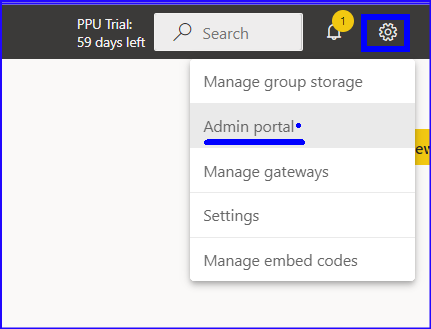 PPU Trial:
59 days left
Search
1
Manage group storage
Admin portal
Manage gateways
Settings
Manage embed codes